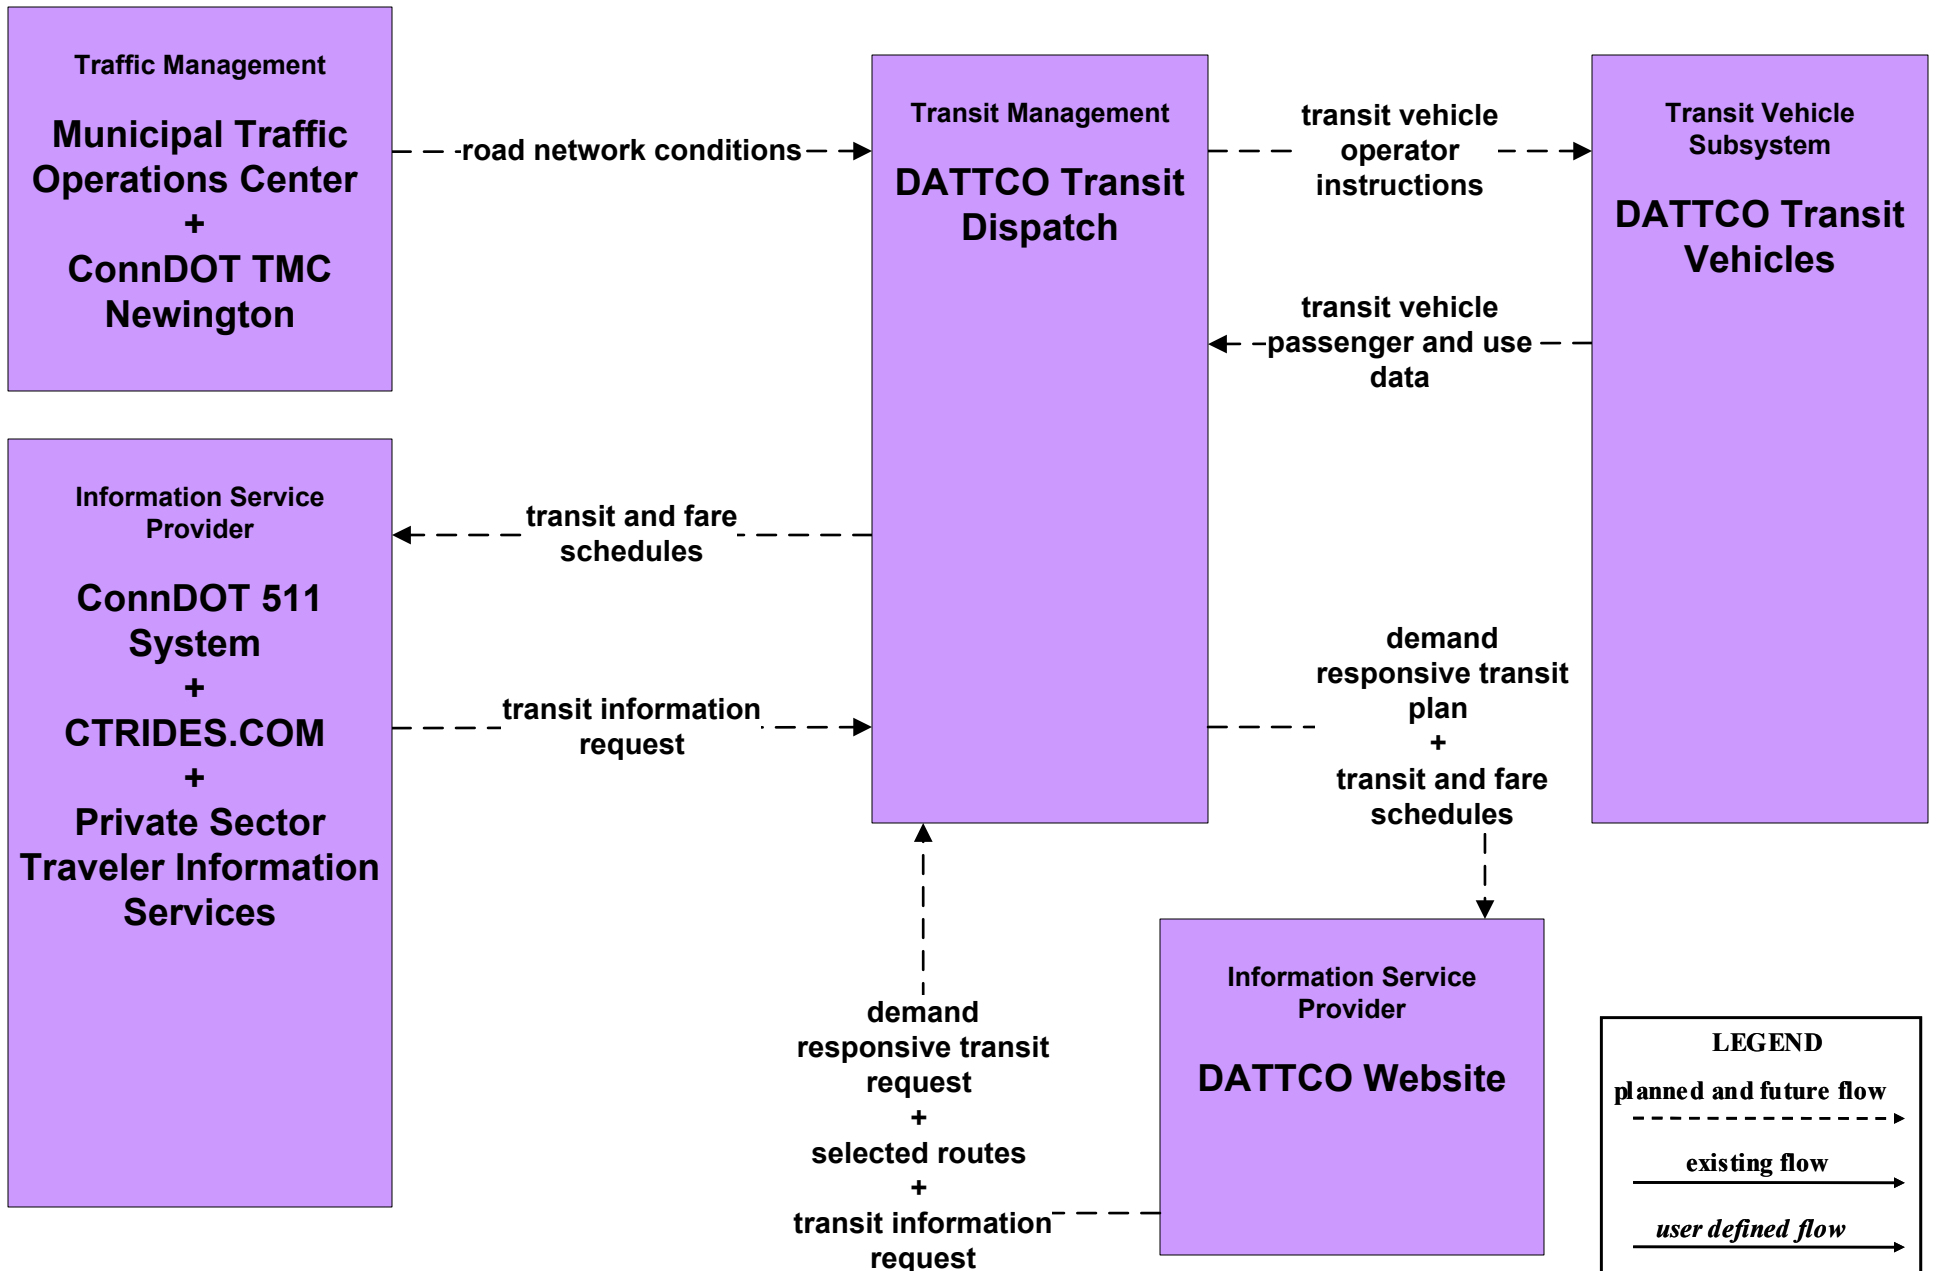 Traffic Management
Municipal Traffic
Operations Center
+
ConnDOT TMC
Newington
road network conditions
Transit Management
DATTCO Transit
Dispatch
transit vehicle
operator
instructions
Transit Vehicle
Subsystem
DATTCO Transit
Vehicles
transit vehicle
passenger and use
data
Information Service
Provider
ConnDOT 511
System
+
CTRIDES.COM
+
Private Sector
Traveler Information
Services
transit and fare
schedules
transit information
request
demand
responsive transit
plan
+
transit and fare
schedules
demand
responsive transit
request
+
selected routes
+
transit information
request
Information Service
Provider
DATTCO Website
LEGEND
planned and future flow
existing flow
user defined flow